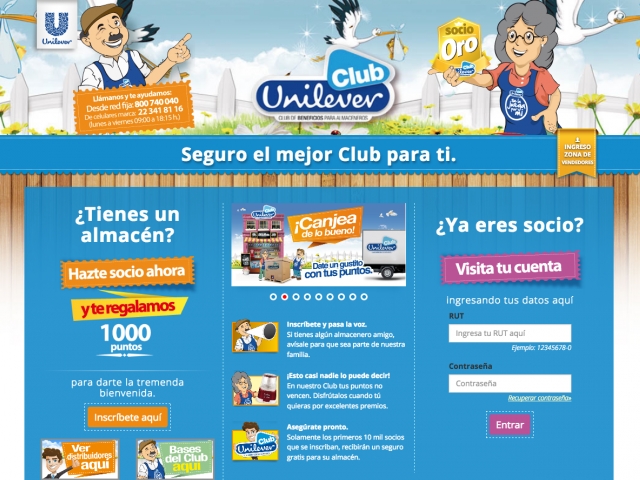 Unilever
Llámanos y te ayudamos:
Desde red fija: 800 740 040
De celulares marca: 22 341 81 16
(lunes a viernes 09:00 a 18:15 h.)
Club
Unilever
CLUB DE BENEFICIOS PARA ALMACENEROS
socio
Oro
INGRESO
ZONA DE
VENDEDORES
Seguro el mejor Club para ti.
¿Tienes un
almacén?
Hazte socio ahora
y te regalamos
1000
puntos
para darte la tremenda
bienvenida.
Inscríbete aquí
Ver
distribuidores
aquí
Bases
del Club
aquí
¡Canjea
de lo bueno!
Date un gustito
con tus puntos.
Club
Unilever
Inscríbete y pasa la voz.
Si tienes algún almacenero amigo,
avísale para que sea parte de nuestra
familia.
¡Esto casi nadie lo puede decir!
En nuestro Club tus puntos no
vencen. Disfrútalos cuando tú
quieras por excelentes premios.
Club
Unilever
Asegúrate pronto.
Solamente los primeros 10 mil socios
que se inscriban, recibirán un seguro
gratis para su almacén.
¿Ya eres socio?
Visita tu cuenta
ingresando tus datos aquí
RUT
Ingresa tu RUT aquí
Ejemplo: 12345678-0
Contraseña
Contraseña
Recuperar contraseña»
Entrar